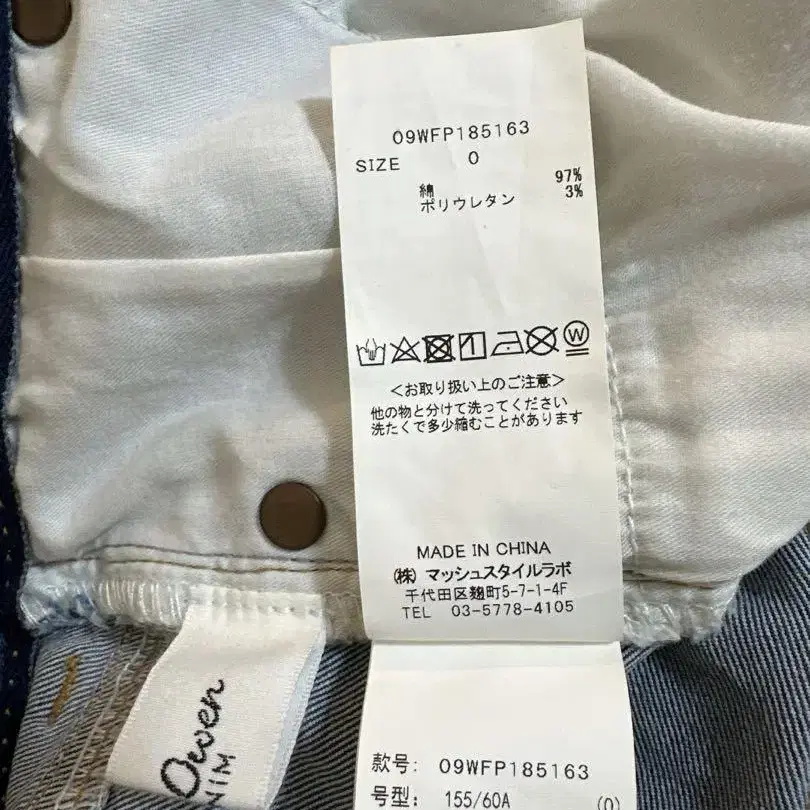 09WFP185163
SIZE 0
綿 97%
ポリウレタン 3%
W
<お取り扱い上のご注意>
他の物と分けて洗ってください
洗たくで多少縮むことがあります
MADE IN CHINA
(株) マッシュスタイルラボ
千代田区麹町5-7-1-4F
TEL 03-5778-4105
Owen
款号: 09WFP185163
号型: 155/60A (0)